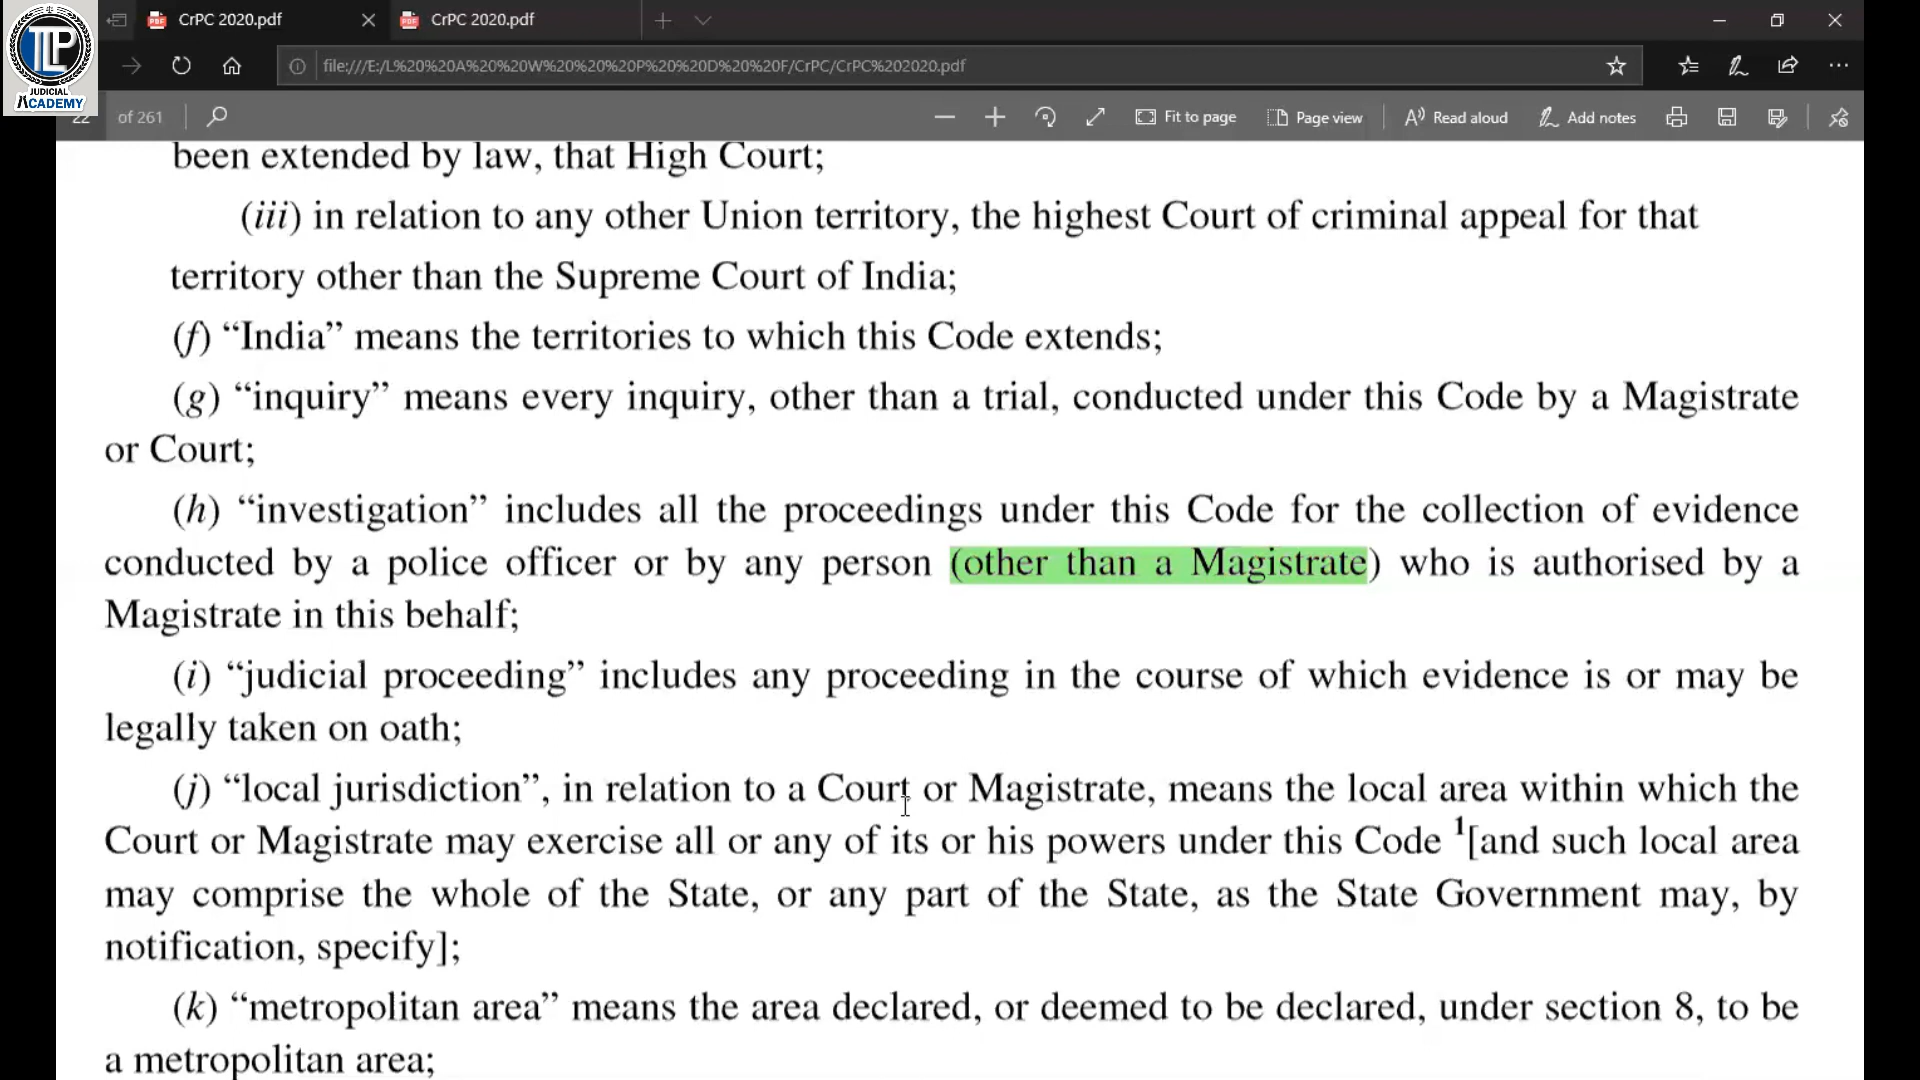 CrPC 2020.pdf
CrPC 2020.pdf
TLP
JUDICIAL
ACADEMY
file:///E:/L%20%20A%20%20W%20%20%20P%20%20D%20%20F/CrPC/CrPC%202020.pdf
22 of 261
Fit to page
Page view
Read aloud
Add notes
been extended by law, that High Court;
(iii) in relation to any other Union territory, the highest Court of criminal appeal for that
territory other than the Supreme Court of India;
(f) “India” means the territories to which this Code extends;
(g) “inquiry” means every inquiry, other than a trial, conducted under this Code by a Magistrate
or Court;
(h) “investigation” includes all the proceedings under this Code for the collection of evidence
conducted by a police officer or by any person (other than a Magistrate) who is authorised by a
Magistrate in this behalf;
(i) “judicial proceeding” includes any proceeding in the course of which evidence is or may be
legally taken on oath;
(j) “local jurisdiction”, in relation to a Court or Magistrate, means the local area within which the
Court or Magistrate may exercise all or any of its or his powers under this Code 1[and such local area
may comprise the whole of the State, or any part of the State, as the State Government may, by
notification, specify];
(k) “metropolitan area” means the area declared, or deemed to be declared, under section 8, to be
a metropolitan area;